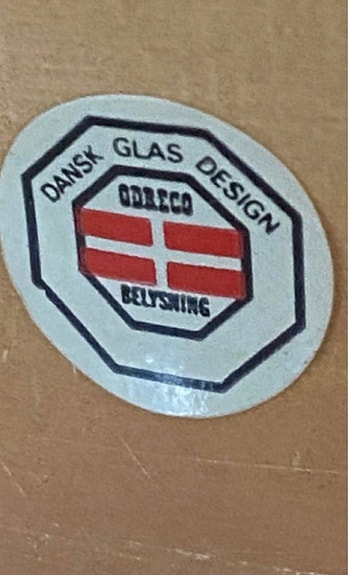 DANSK GLAS DESIGN
ODRECO
BELYSNING